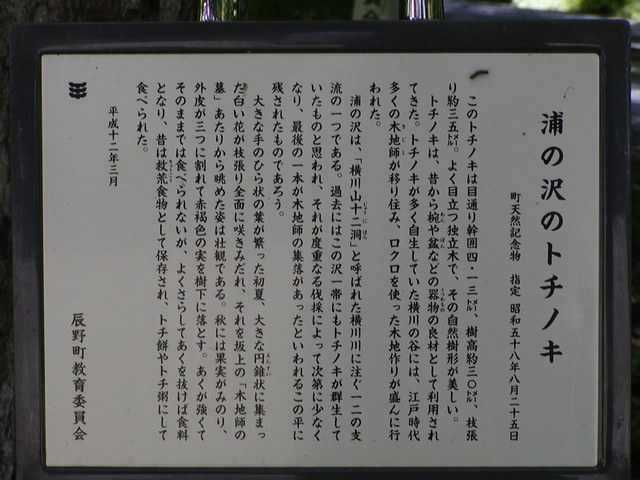 浦の沢のトチノキ
町天然記念物　指定　昭和五十八年八月二十五日
このトチノキは目通り幹囲四・一三㍍、樹高約三〇㍍、枝張
り約三五㍍。よく目立つ独立木で、その自然樹形が美しい。
トチノキは、昔から椀や盆などの器物の良材として利用され
てきた。トチノキが多く自生していた横川の谷には、江戸時代
多くの木地師が移り住み、ロクロを使った木地作りが盛んに行
われた。
浦の沢は、「横川山十二洞」と呼ばれた横川川に注ぐ一二の支
流の一つである。過去にはこの沢一帯にもトチノキが群生して
いたものと思われ、それが度重なる伐採によって次第に少なく
なり、最後の一本が木地師の集落があったといわれるこの平に
残されたものであろう。
大きな手のひら状の葉が繁った初夏、大きな円錐状に集まっ
た白い花が枝張り全面に咲きみだれ、それを坂上の「木地師の
墓」あたりから眺めた姿は壮観である。秋には果実がみのり、
外皮が三つに割れて赤褐色の実を樹下に落とす。あくが強くて
そのままでは食べられないが、よくさらしてあくを抜けば食料
となり、昔は救荒食物として保存され、トチ餅やトチ粥にして
食べられた。
平成十二年三月
辰野町教育委員会